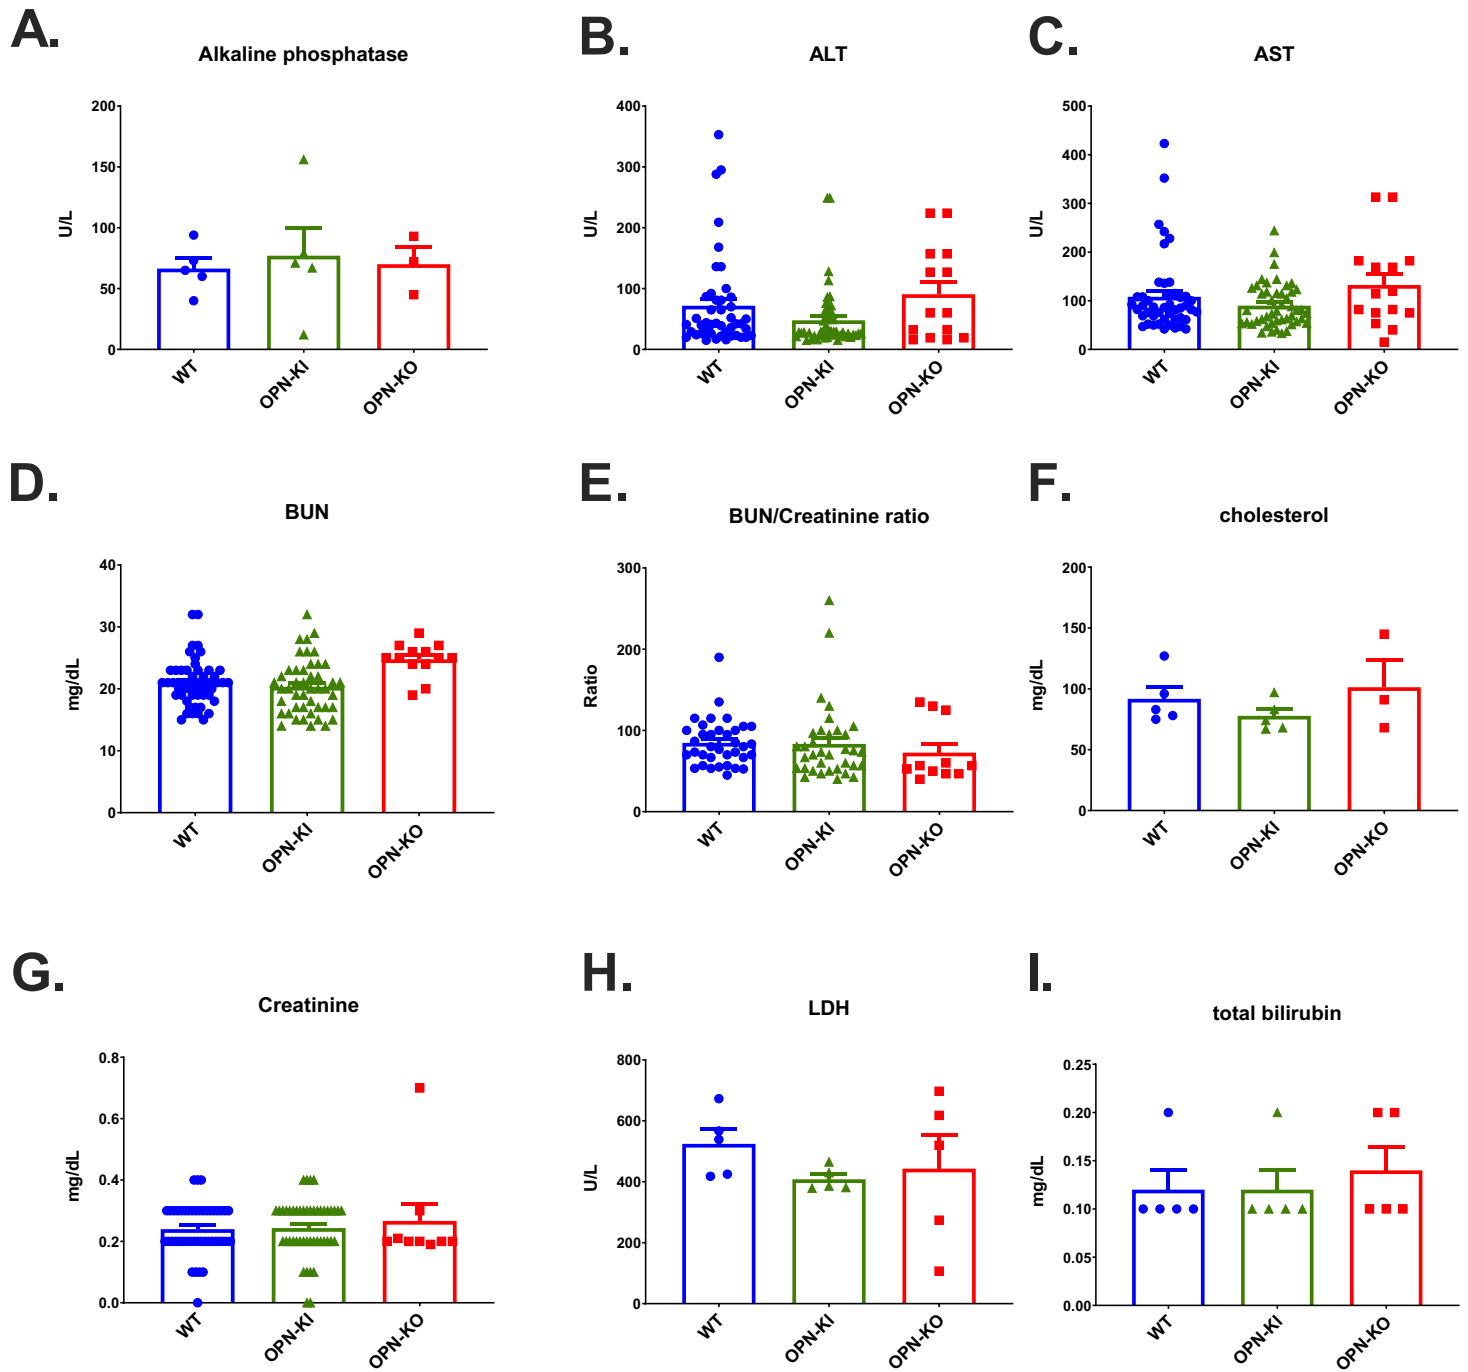 A.
Alkaline phosphatase
200
150
100
50
0
U/L
WT
OPN-KI
OPN-KO
B.
ALT
400
300
200
100
0
U/L
WT
OPN-KI
OPN-KO
C.
AST
500
400
300
200
100
0
U/L
WT
OPN-KI
OPN-KO
D.
BUN
40
30
20
10
0
mg/dL
WT
OPN-KI
OPN-KO
E.
BUN/Creatinine ratio
300
200
100
0
Ratio
WT
OPN-KI
OPN-KO
F.
cholesterol
200
150
100
50
0
mg/dL
WT
OPN-KI
OPN-KO
G.
Creatinine
0.8
0.6
0.4
0.2
0.0
mg/dL
WT
OPN-KI
OPN-KO
H.
LDH
800
600
400
200
0
U/L
WT
OPN-KI
OPN-KO
I.
total bilirubin
0.25
0.20
0.15
0.10
0.05
0.00
mg/dL
WT
OPN-KI
OPN-KO